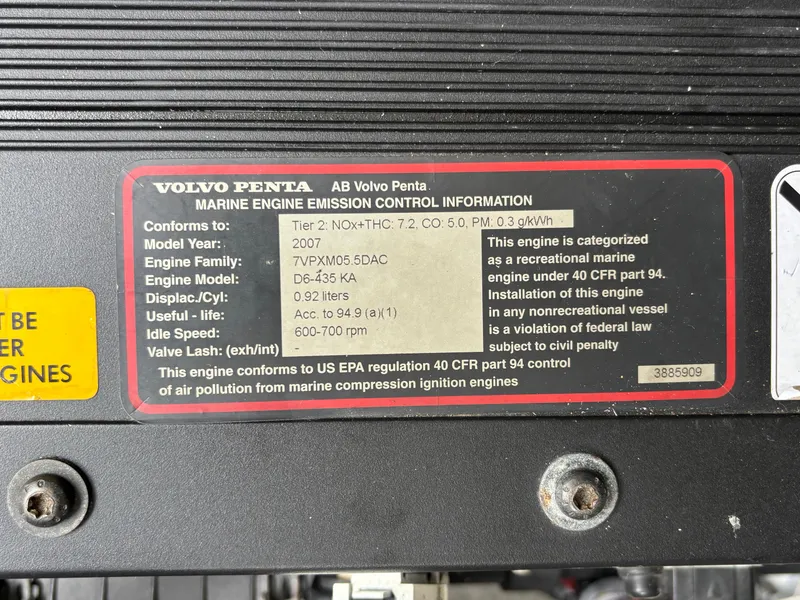 VOLVO PENTA AB Volvo Penta
MARINE ENGINE EMISSION CONTROL INFORMATION
Conforms to: Tier 2: NOx+THC: 7.2, CO: 5.0, PM: 0.3 g/kWh
Model Year: 2007
Engine Family: 7VPXM05.5DAC
Engine Model: D6-435 KA
Displac./Cyl: 0.92 liters
Useful - life: Acc. to 94.9 (a)(1)
Idle Speed: 600-700 rpm
Valve Lash: (exh/int) -
This engine is categorized
as a recreational marine
engine under 40 CFR part 94.
Installation of this engine
in any nonrecreational vessel
is a violation of federal law
subject to civil penalty
This engine conforms to US EPA regulation 40 CFR part 94 control
of air pollution from marine compression ignition engines
3885909
T BE
ER
GINES